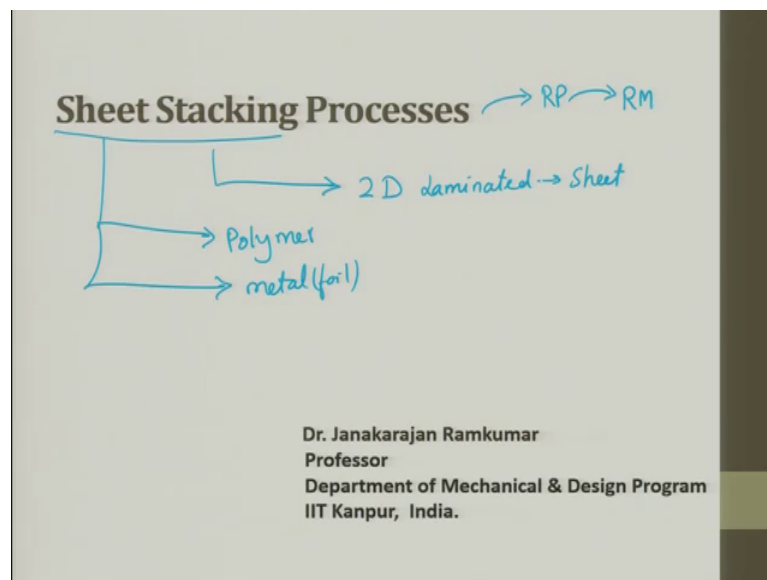 Sheet Stacking Processes → RP → RM
2D Laminated → Sheet
Polymer
metal (foil)
Dr. Janakarajan Ramkumar
Professor
Department of Mechanical & Design Program
IIT Kanpur, India.